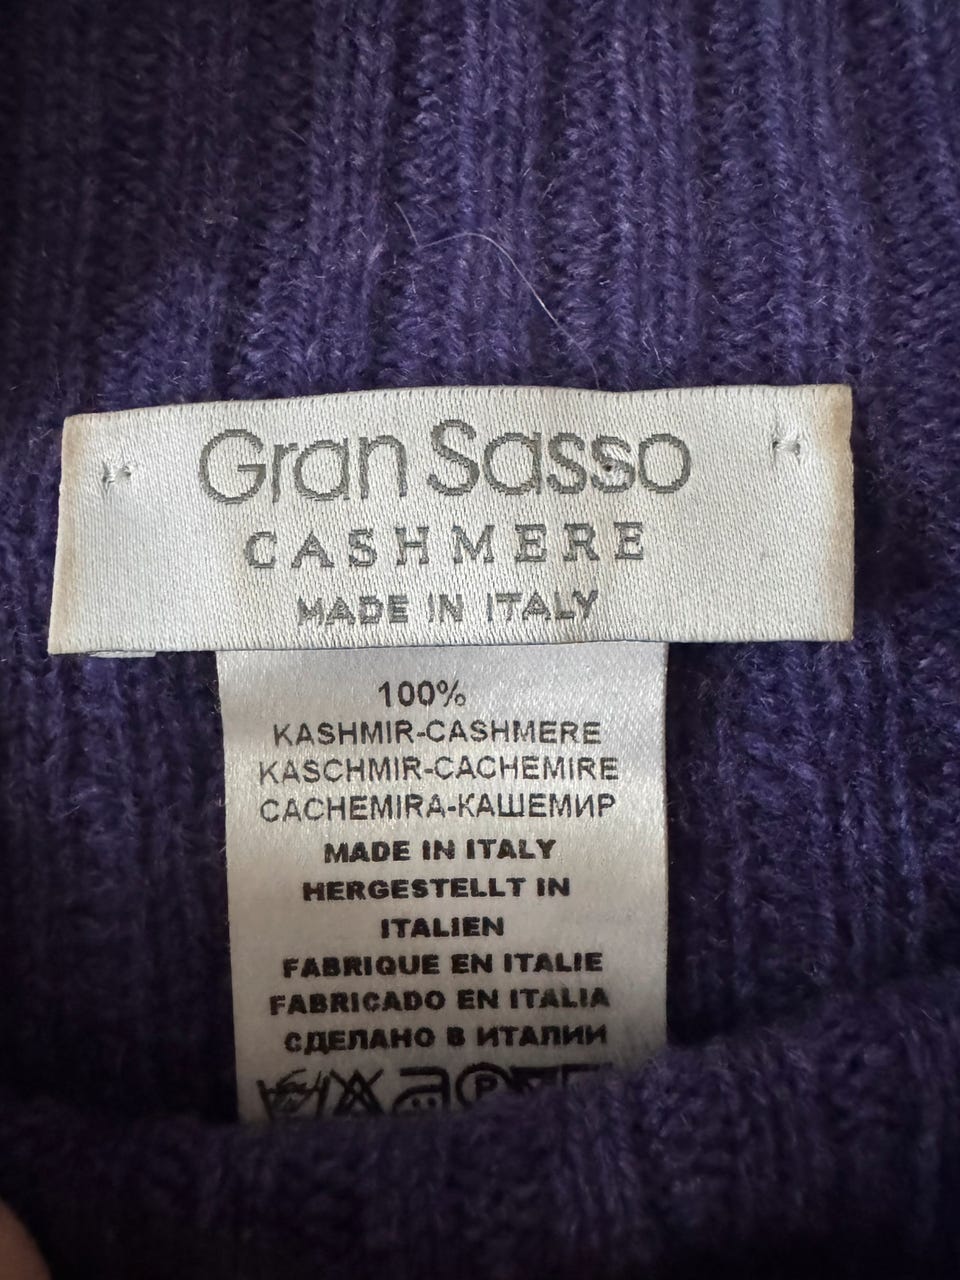 Gran Sasso
CASHMERE
MADE IN ITALY
100%
KASHMIR-CASHMERE
KASCHMIR-CACHEMIRE
CACHEMIRA-КАШЕМИР
MADE IN ITALY
HERGESTELLT IN
ITALIEN
FABRIQUE EN ITALIE
FABRICADO EN ITALIA
СДЕЛАНО В ИТАЛИИ
P